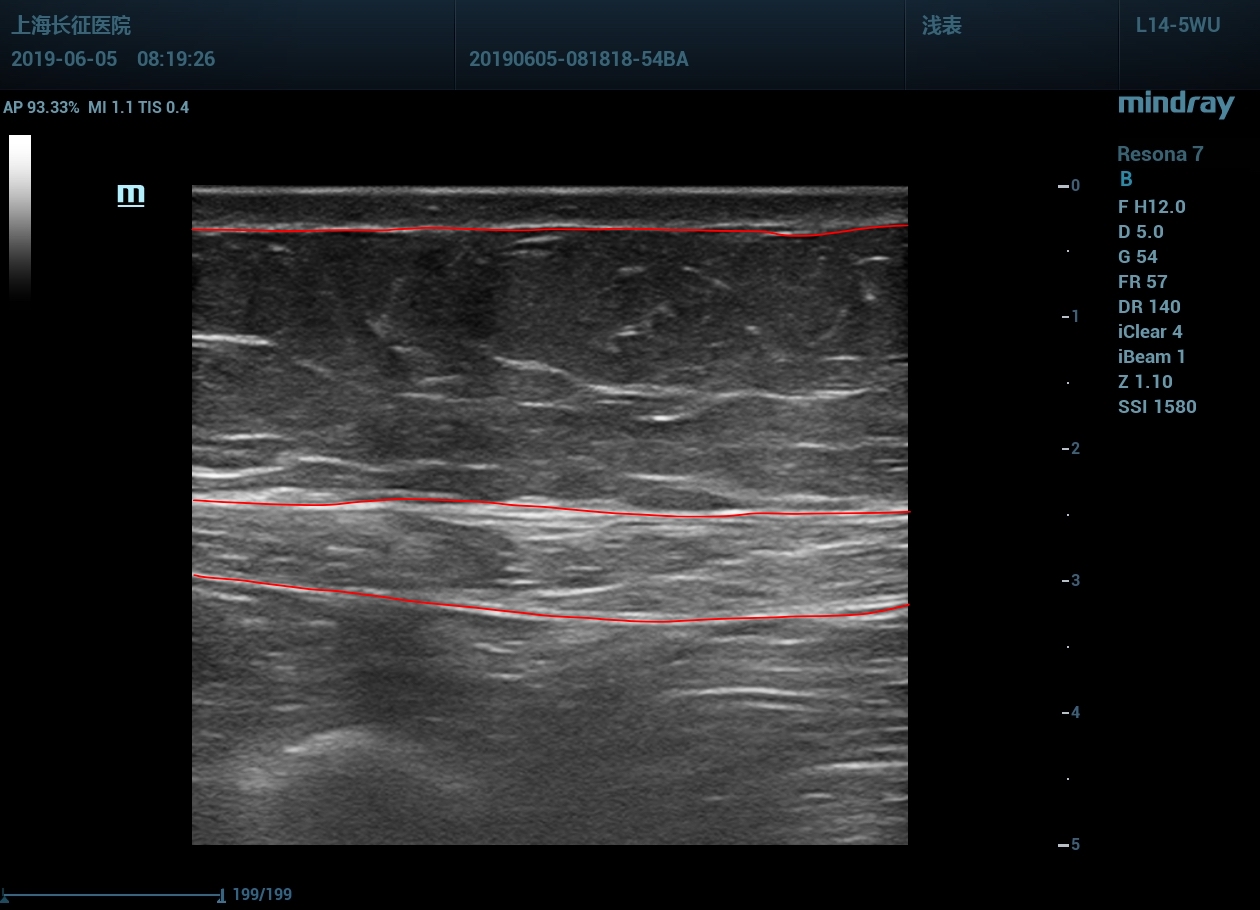 上海长征医院
2019-06-05 08:19:26
20190605-081818-54BA
浅表
L14-5WU
AP 93.33% MI 1.1 TIS 0.4
mindray
m
Resona 7
B
F H12.0
D 5.0
G 54
FR 57
DR 140
iClear 4
iBeam 1
Z 1.10
SSI 1580
0
1
2
3
4
5
199/199